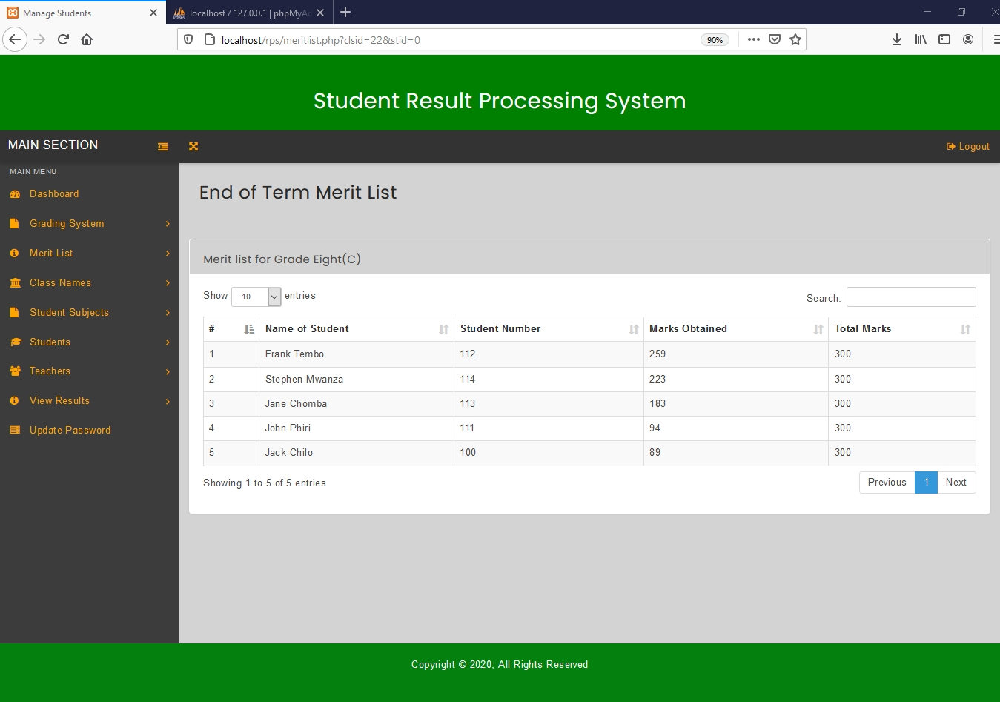 Manage Students
localhost / 127.0.0.1 | phpMyAd
localhost/rps/meritlist.php?clsid=22&stid=0
90%
Student Result Processing System
MAIN SECTION
Logout
MAIN MENU
Dashboard
Grading System
Merit List
Class Names
Student Subjects
Students
Teachers
View Results
Update Password
End of Term Merit List
Merit list for Grade Eight(C)
Show 10 entries
Search:
# Name of Student Student Number Marks Obtained Total Marks
1 Frank Tembo 112 259 300
2 Stephen Mwanza 114 223 300
3 Jane Chomba 113 183 300
4 John Phiri 111 94 300
5 Jack Chilo 100 89 300
Showing 1 to 5 of 5 entries
Previous 1 Next
Copyright © 2020; All Rights Reserved